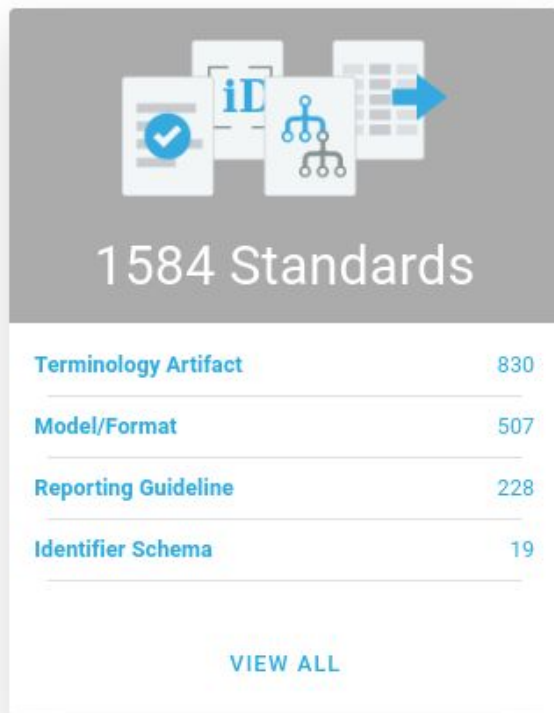 iD
1584 Standards
Terminology Artifact 830
Model/Format 507
Reporting Guideline 228
Identifier Schema 19
VIEW ALL